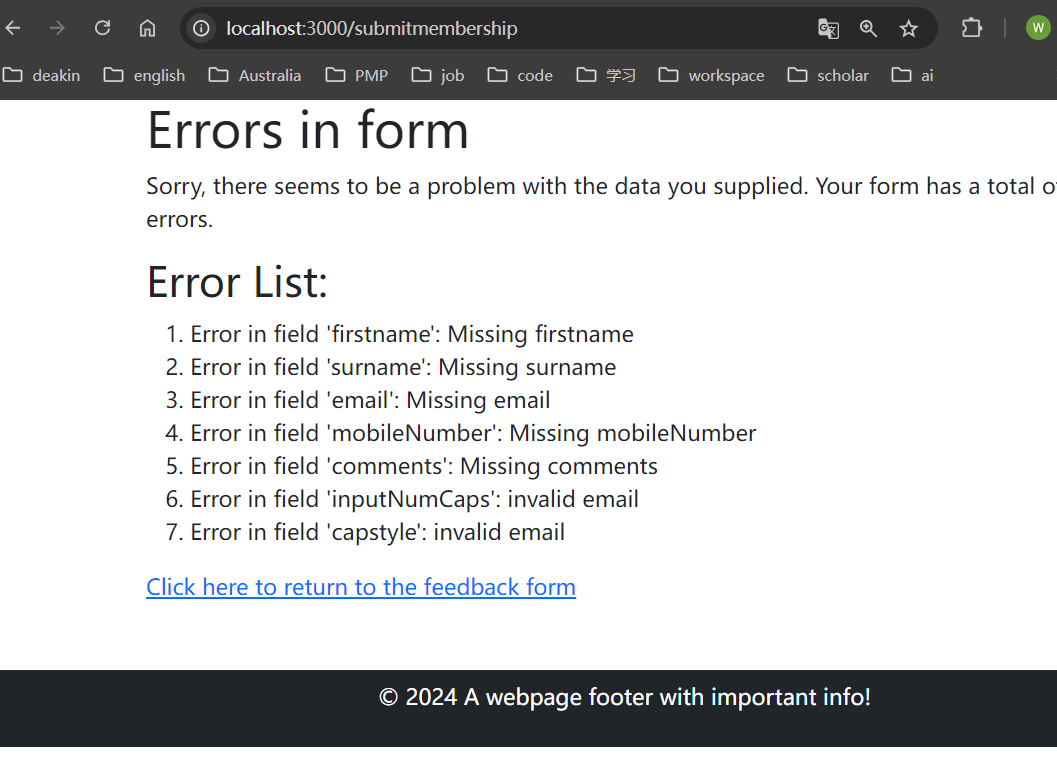 localhost:3000/submitmembership
W
deakin english Australia PMP job code 学习 workspace scholar ai
Errors in form
Sorry, there seems to be a problem with the data you supplied. Your form has a total
errors.
Error List:
1. Error in field 'firstname': Missing firstname
2. Error in field 'surname': Missing surname
3. Error in field 'email': Missing email
4. Error in field 'mobileNumber': Missing mobileNumber
5. Error in field 'comments': Missing comments
6. Error in field 'inputNumCaps': invalid email
7. Error in field 'capstyle': invalid email
Click here to return to the feedback form
© 2024 A webpage footer with important info!